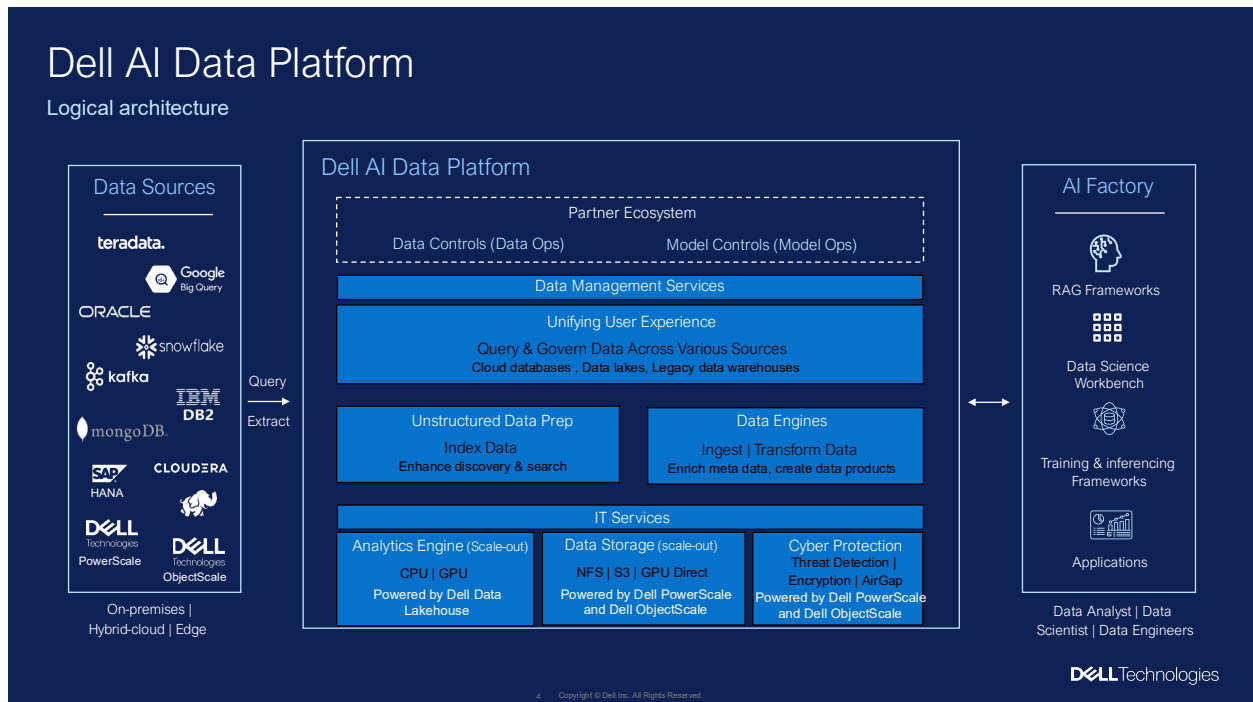 Dell AI Data Platform
Logical architecture
Data Sources
teradata.
Google
Big Query
ORACLE
snowflake
kafka
IBM
DB2
mongoDB.
SAP
HANA
CLOUDERA
DELL
Technologies
PowerScale
DELL
Technologies
ObjectScale
On-premises |
Hybrid-cloud | Edge
Query
Extract
Dell AI Data Platform
Partner Ecosystem
Data Controls (Data Ops)
Model Controls (Model Ops)
Data Management Services
Unifying User Experience
Query & Govern Data Across Various Sources
Cloud databases , Data lakes, Legacy data warehouses
Unstructured Data Prep
Index Data
Enhance discovery & search
Data Engines
Ingest | Transform Data
Enrich meta data, create data products
IT Services
Analytics Engine (Scale-out)
CPU | GPU
Powered by Dell Data
Lakehouse
Data Storage (scale-out)
NFS | S3 | GPU Direct
Powered by Dell PowerScale
and Dell ObjectScale
Cyber Protection
Threat Detection |
Encryption | AirGap
Powered by Dell PowerScale
and Dell ObjectScale
AI Factory
RAG Frameworks
Data Science
Workbench
Training & inferencing
Frameworks
Applications
Data Analyst | Data
Scientist | Data Engineers
DELL Technologies
4 Copyright © Dell Inc. All Rights Reserved.